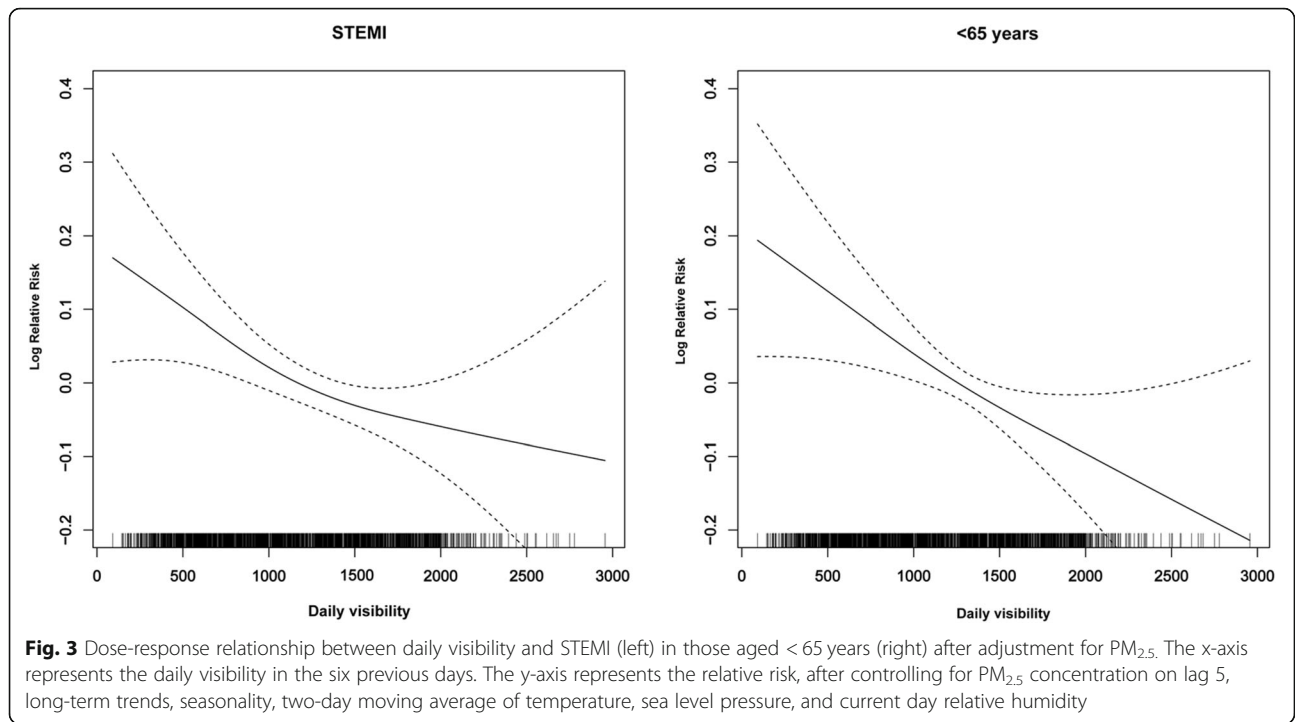 STEMI
<65 years
0.4
0.3
0.2
0.1
0.0
−0.1
−0.2
Log Relative Risk
0 500 1000 1500 2000 2500 3000
Daily visibility
0.4
0.3
0.2
0.1
0.0
−0.1
−0.2
Log Relative Risk
0 500 1000 1500 2000 2500 3000
Daily visibility
Fig. 3 Dose-response relationship between daily visibility and STEMI (left) in those aged < 65 years (right) after adjustment for PM2.5. The x-axis
represents the daily visibility in the six previous days. The y-axis represents the relative risk, after controlling for PM2.5 concentration on lag 5,
long-term trends, seasonality, two-day moving average of temperature, sea level pressure, and current day relative humidity